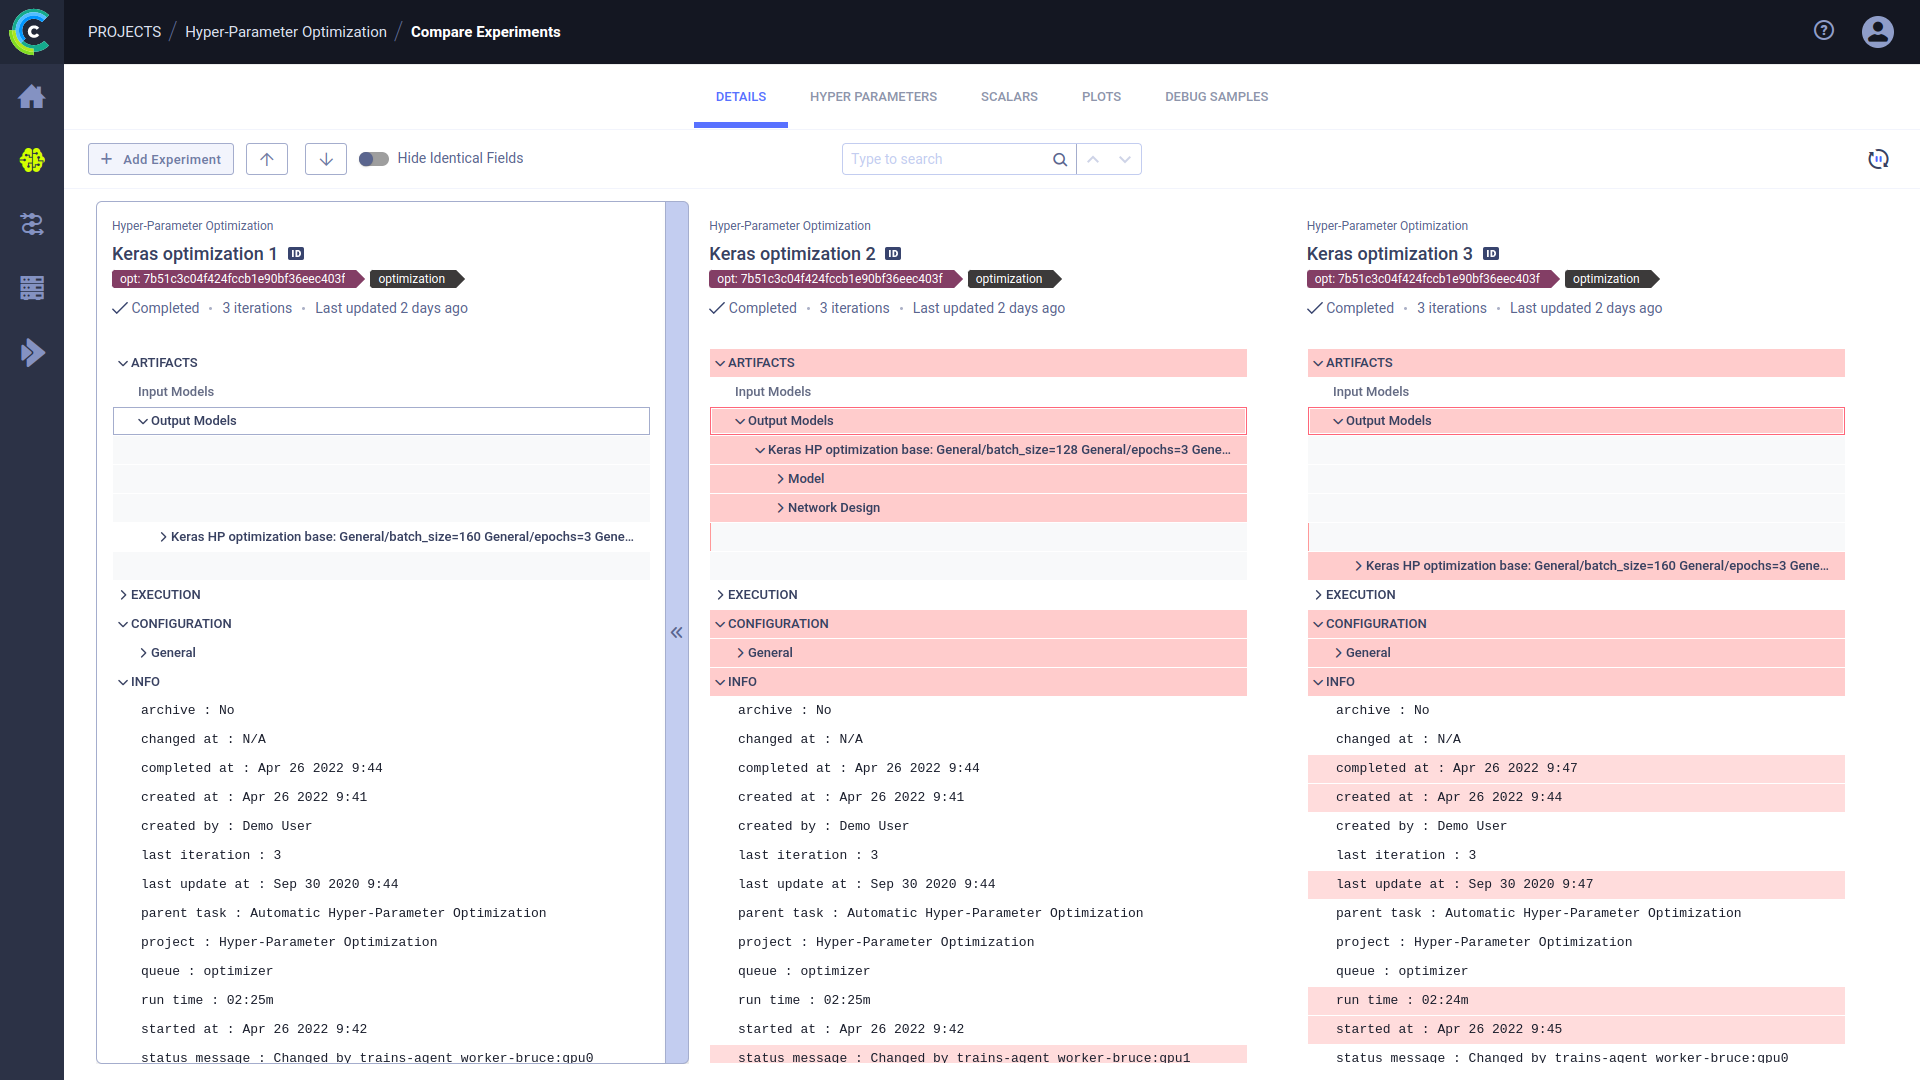 PROJECTS / Hyper-Parameter Optimization / Compare Experiments
DETAILS HYPER PARAMETERS SCALARS PLOTS DEBUG SAMPLES
+ Add Experiment Hide Identical Fields Type to search
Hyper-Parameter Optimization
Keras optimization 1 ID
opt: 7b51c3c04f424fccb1e90bf36eec403f optimization
Completed • 3 iterations • Last updated 2 days ago
ARTIFACTS
Input Models
Output Models
Keras HP optimization base: General/batch_size=160 General/epochs=3 Gene...
EXECUTION
CONFIGURATION
General
INFO
archive : No
changed at : N/A
completed at : Apr 26 2022 9:44
created at : Apr 26 2022 9:41
created by : Demo User
last iteration : 3
last update at : Sep 30 2020 9:44
parent task : Automatic Hyper-Parameter Optimization
project : Hyper-Parameter Optimization
queue : optimizer
run time : 02:25m
started at : Apr 26 2022 9:42
status message : Changed by trains-agent worker-bruce:gpu0
Hyper-Parameter Optimization
Keras optimization 2 ID
opt: 7b51c3c04f424fccb1e90bf36eec403f optimization
Completed • 3 iterations • Last updated 2 days ago
ARTIFACTS
Input Models
Output Models
Keras HP optimization base: General/batch_size=128 General/epochs=3 Gene...
Model
Network Design
EXECUTION
CONFIGURATION
General
INFO
archive : No
changed at : N/A
completed at : Apr 26 2022 9:44
created at : Apr 26 2022 9:41
created by : Demo User
last iteration : 3
last update at : Sep 30 2020 9:44
parent task : Automatic Hyper-Parameter Optimization
project : Hyper-Parameter Optimization
queue : optimizer
run time : 02:25m
started at : Apr 26 2022 9:42
status message : Changed by trains-agent worker-bruce:gpu1
Hyper-Parameter Optimization
Keras optimization 3 ID
opt: 7b51c3c04f424fccb1e90bf36eec403f optimization
Completed • 3 iterations • Last updated 2 days ago
ARTIFACTS
Input Models
Output Models
Keras HP optimization base: General/batch_size=160 General/epochs=3 Gene...
EXECUTION
CONFIGURATION
General
INFO
archive : No
changed at : N/A
completed at : Apr 26 2022 9:47
created at : Apr 26 2022 9:44
created by : Demo User
last iteration : 3
last update at : Sep 30 2020 9:47
parent task : Automatic Hyper-Parameter Optimization
project : Hyper-Parameter Optimization
queue : optimizer
run time : 02:24m
started at : Apr 26 2022 9:45
status message : Changed by trains-agent worker-bruce:gpu0